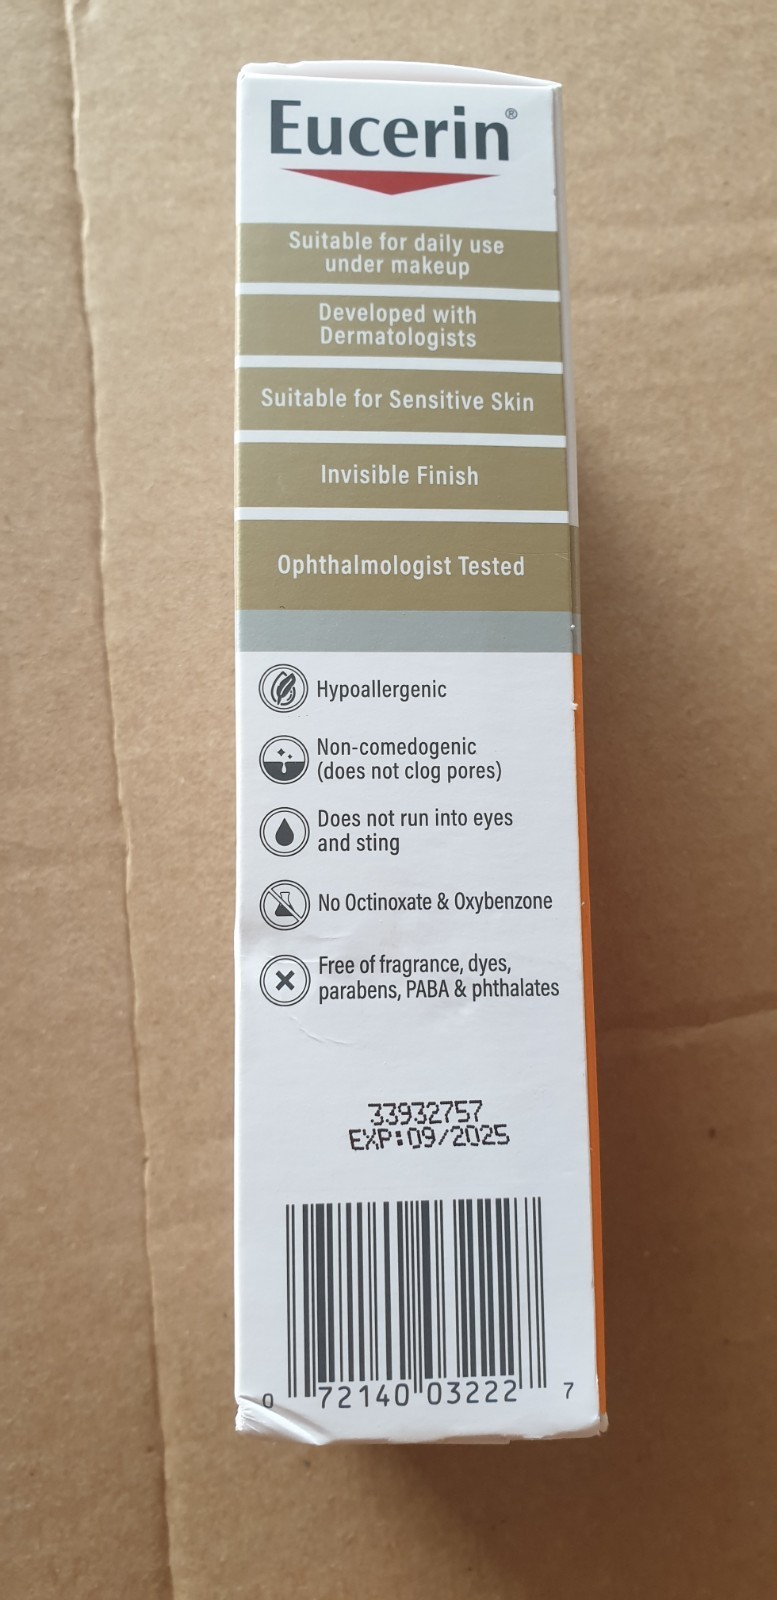 Eucerin®
Suitable for daily use
under makeup
Developed with
Dermatologists
Suitable for Sensitive Skin
Invisible Finish
Ophthalmologist Tested
Hypoallergenic
Non-comedogenic
(does not clog pores)
Does not run into eyes
and sting
No Octinoxate & Oxybenzone
Free of fragrance, dyes,
parabens, PABA & phthalates
33932757
EXP:09/2025
0 72140 03222 7